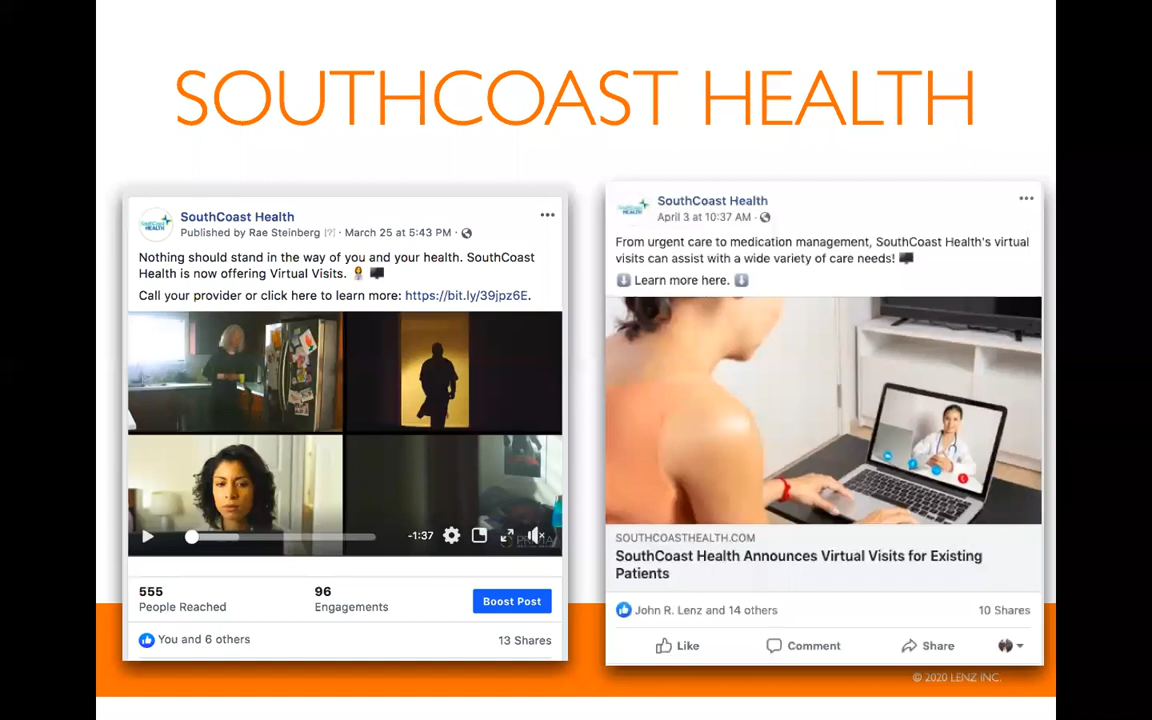 SOUTHCOAST HEALTH
SouthCoast Health
Published by Rae Steinberg [?] · March 25 at 5:43 PM ·
Nothing should stand in the way of you and your health. SouthCoast
Health is now offering Virtual Visits.
Call your provider or click here to learn more: https://bit.ly/39jpz6E.
-1:37
555
People Reached
96
Engagements
Boost Post
You and 6 others
13 Shares
SouthCoast Health
April 3 at 10:37 AM ·
From urgent care to medication management, SouthCoast Health's virtual
visits can assist with a wide variety of care needs!
Learn more here.
SOUTHCOASTHEALTH.COM
SouthCoast Health Announces Virtual Visits for Existing
Patients
John R. Lenz and 14 others
10 Shares
Like
Comment
Share
© 2020 LENZ INC.